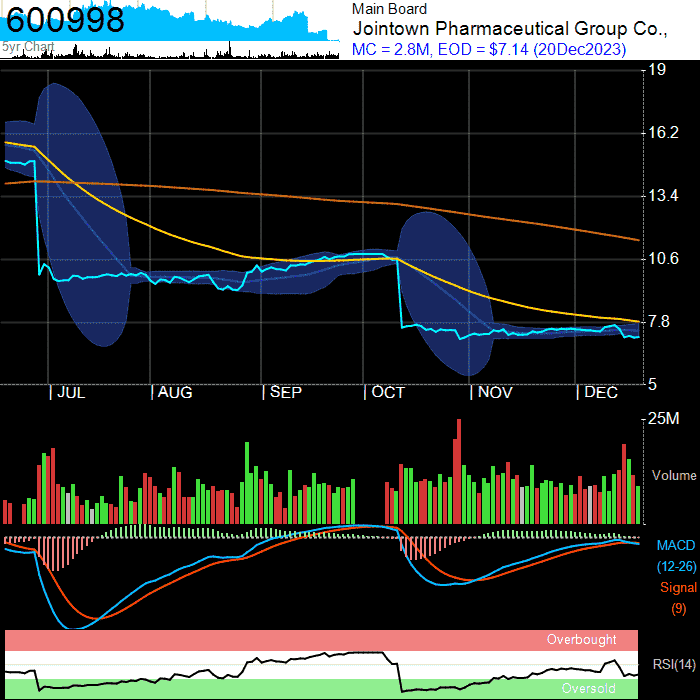 600998
5yr Chart
Main Board
Jointown Pharmaceutical Group Co.,
MC = 2.8M, EOD = $7.14 (20Dec2023)
19
16.2
13.4
10.6
7.8
5
JUL AUG SEP OCT NOV DEC
25M
Volume
MACD
(12-26)
Signal
(9)
Overbought
RSI(14)
Oversold